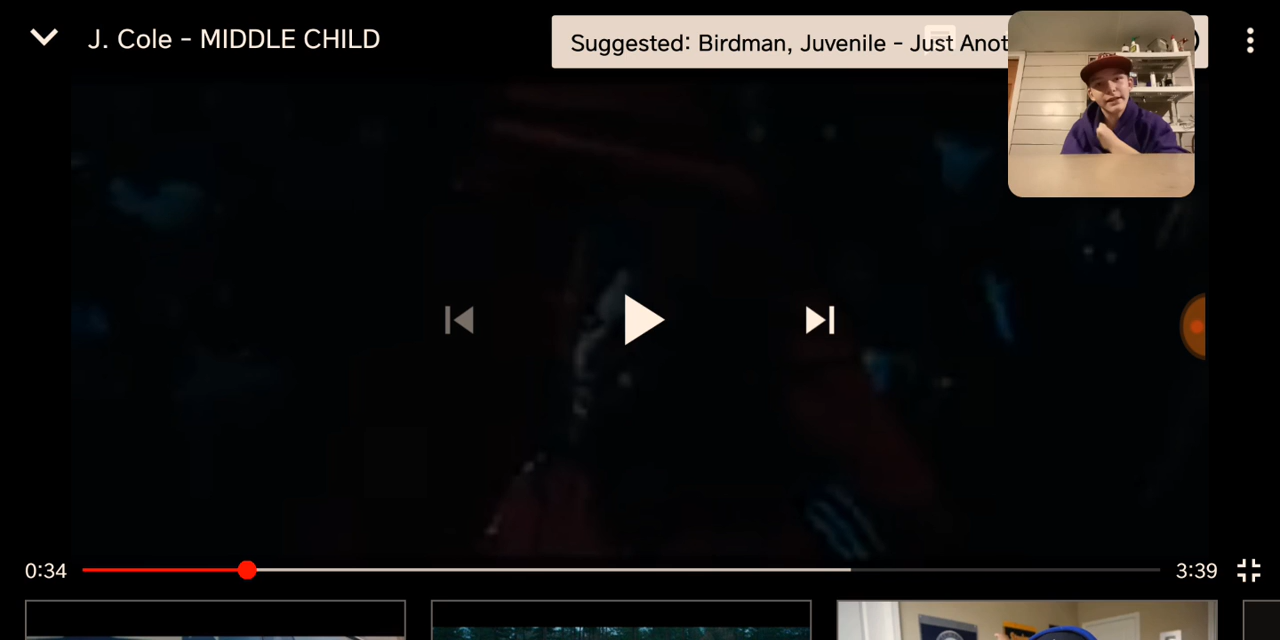 J. Cole - MIDDLE CHILD
Suggested: Birdman, Juvenile - Just Anot
0:34
3:39